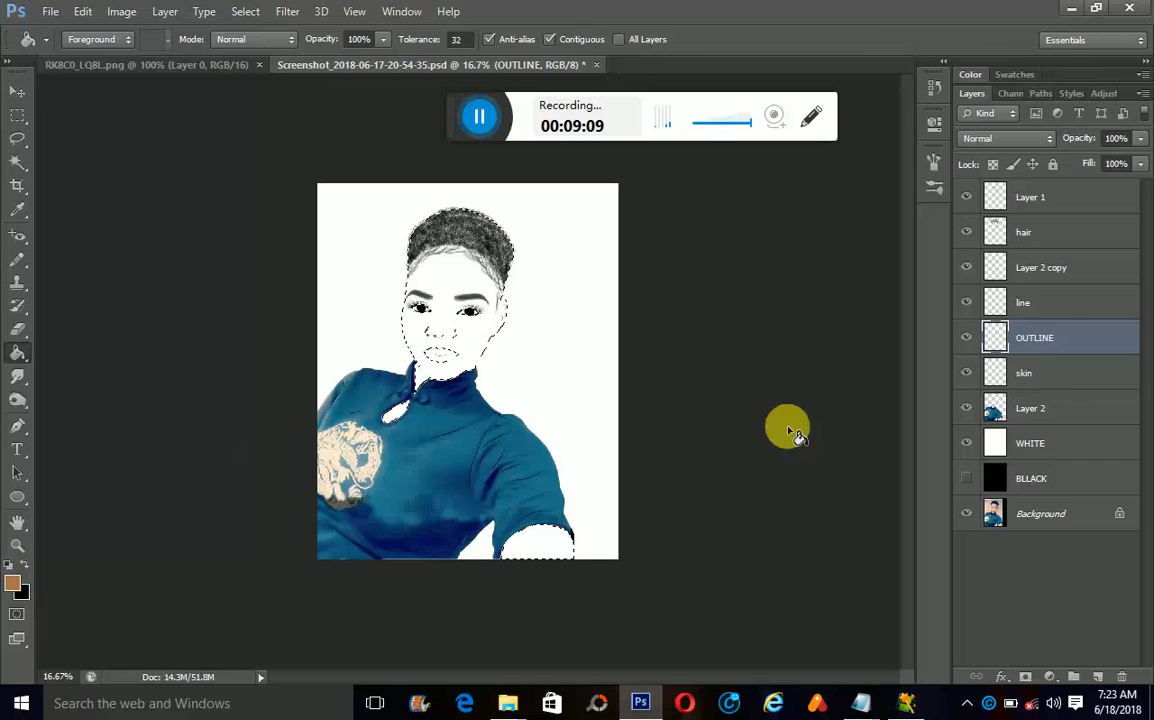 Ps File Edit Image Layer Type Select Filter 3D View Window Help
Foreground Mode: Normal Opacity: 100% Tolerance: 32 Anti-alias Contiguous All Layers Essentials
RK8C0_LQ8L.png @ 100% (Layer 0, RGB/16) × Screenshot_2018-06-17-20-54-35.psd @ 16.7% (OUTLINE, RGB/8) * ×
Color Swatches
Layers Chann Paths Styles Adjust
Recording...
00:09:09
Kind
Normal Opacity: 100%
Lock: Fill: 100%
Layer 1
hair
Layer 2 copy
line
OUTLINE
skin
Layer 2
WHITE
BLLACK
Background
16.67% Doc: 14.3M/51.8M
Search the web and Windows
7:23 AM
6/18/2018